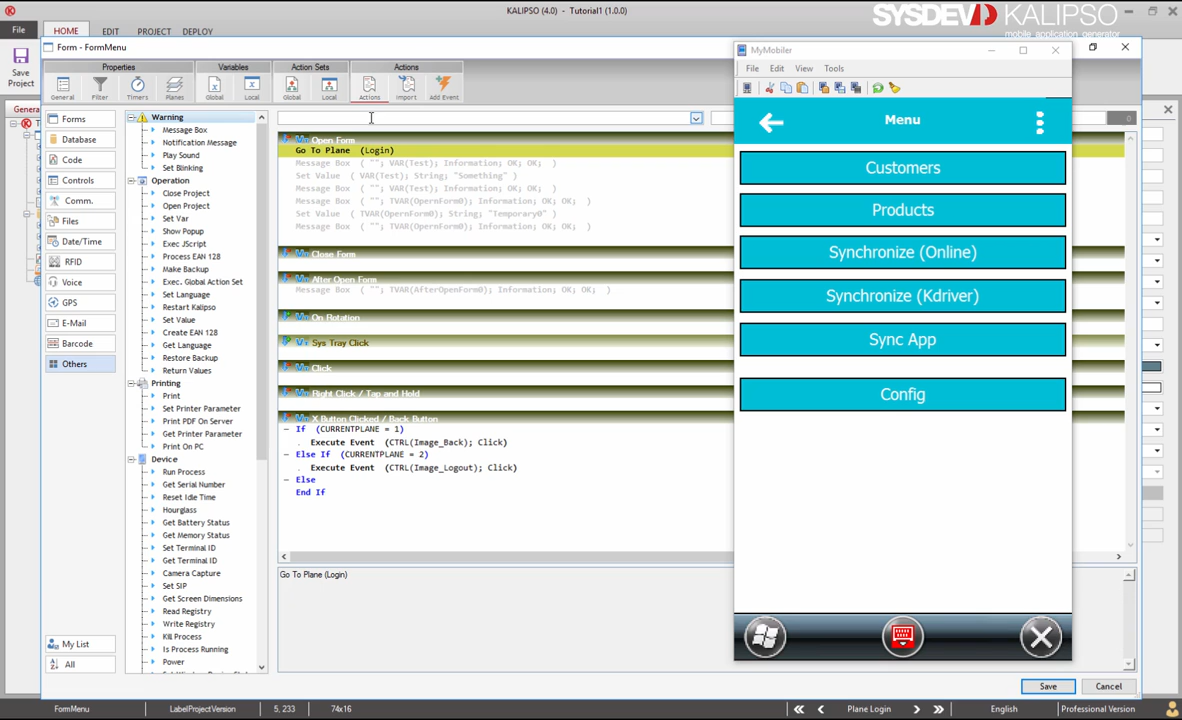 KALIPSO (4.0) - Tutorial1 (1.0.0)
SYSDEV KALIPSO
mobile application generator
File
HOME
EDIT
PROJECT
DEPLOY
Save
Project
Form - FormMenu
Properties
Variables
Action Sets
Actions
General
Filter
Timers
Planes
Global
Local
Global
Local
Actions
Import
Add Event
Genera
Forms
Database
Code
Controls
Comm.
Files
Date/Time
RFID
Voice
GPS
E-Mail
Barcode
Others
My List
All
Warning
Message Box
Notification Message
Play Sound
Set Blinking
Operation
Close Project
Open Project
Set Var
Show Popup
Exec JScript
Process EAN 128
Make Backup
Exec. Global Action Set
Set Language
Restart Kalipso
Set Value
Create EAN 128
Get Language
Restore Backup
Return Values
Printing
Print
Set Printer Parameter
Print PDF On Server
Get Printer Parameter
Print On PC
Device
Run Process
Get Serial Number
Reset Idle Time
Hourglass
Get Battery Status
Get Memory Status
Set Terminal ID
Get Terminal ID
Camera Capture
Set SIP
Get Screen Dimensions
Read Registry
Write Registry
Kill Process
Is Process Running
Power
0
Open Form
Go To Plane (Login)
Message Box ( ""; VAR(Test); Information; OK; OK; )
Set Value ( VAR(Test); String; "Something" )
Message Box ( ""; VAR(Test); Information; OK; OK; )
Message Box ( ""; TVAR(OpernForm0); Information; OK; OK; )
Set Value ( TVAR(OpernForm0); String; "Temporary0" )
Message Box ( ""; TVAR(OpernForm0); Information; OK; OK; )
Close Form
After Open Form
Message Box ( ""; TVAR(AfterOpenForm0); Information; OK; OK; )
On Rotation
Sys Tray Click
Click
Right Click / Tap and Hold
X Button Clicked / Back Button
If (CURRENTPLANE = 1)
Execute Event (CTRL(Image_Back); Click)
Else If (CURRENTPLANE = 2)
Execute Event (CTRL(Image_Logout); Click)
Else
End If
Go To Plane (Login)
MyMobiler
File
Edit
View
Tools
Menu
Customers
Products
Synchronize (Online)
Synchronize (Kdriver)
Sync App
Config
Save
Cancel
FormMenu
LabelProjectVersion
5, 233
74x16
Plane Login
English
Professional Version